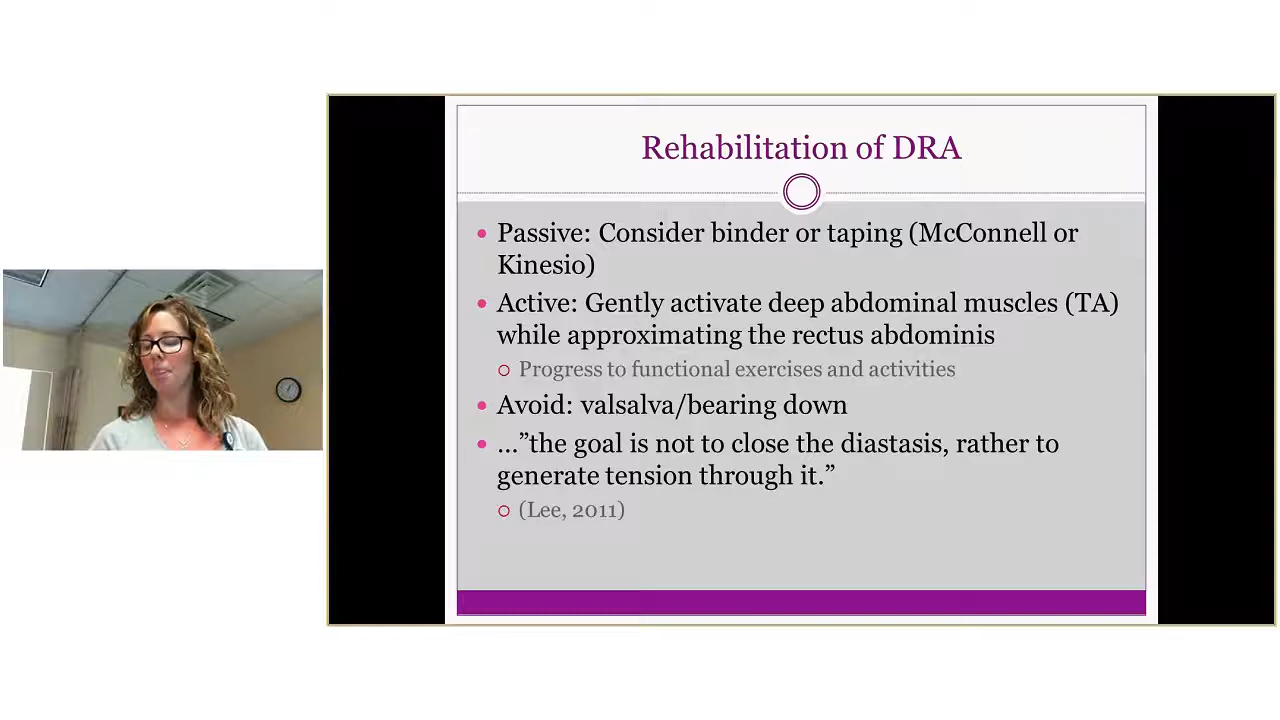 Rehabilitation of DRA
• Passive: Consider binder or taping (McConnell or
Kinesio)
• Active: Gently activate deep abdominal muscles (TA)
while approximating the rectus abdominis
○ Progress to functional exercises and activities
• Avoid: valsalva/bearing down
• …”the goal is not to close the diastasis, rather to
generate tension through it.”
○ (Lee, 2011)